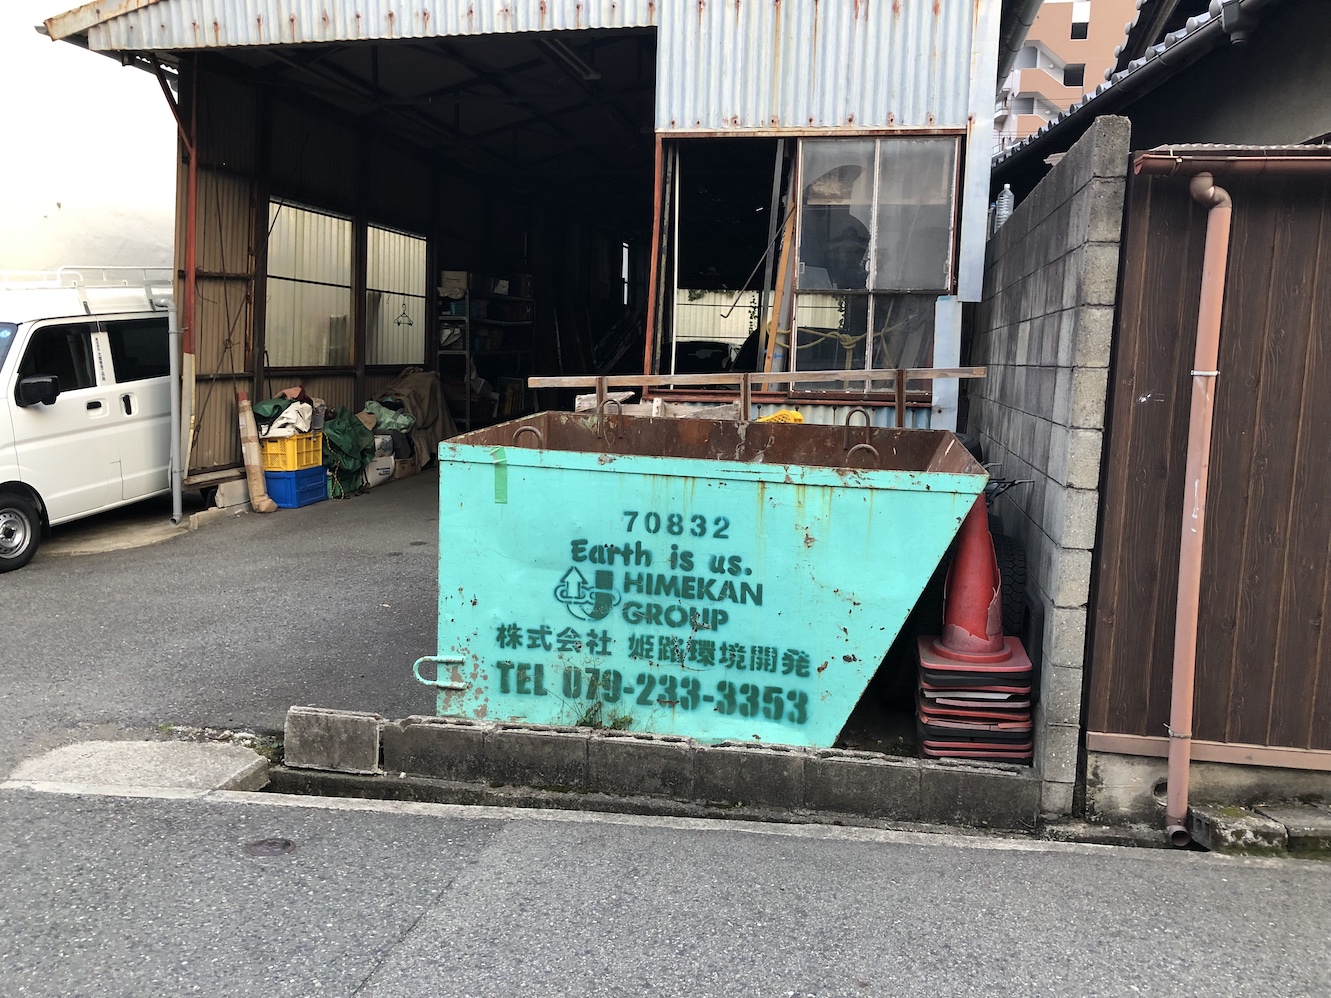 70832
Earth is us.
HIMEKAN
GROUP
株式会社 姫路環境開発
TEL 079-233-3353